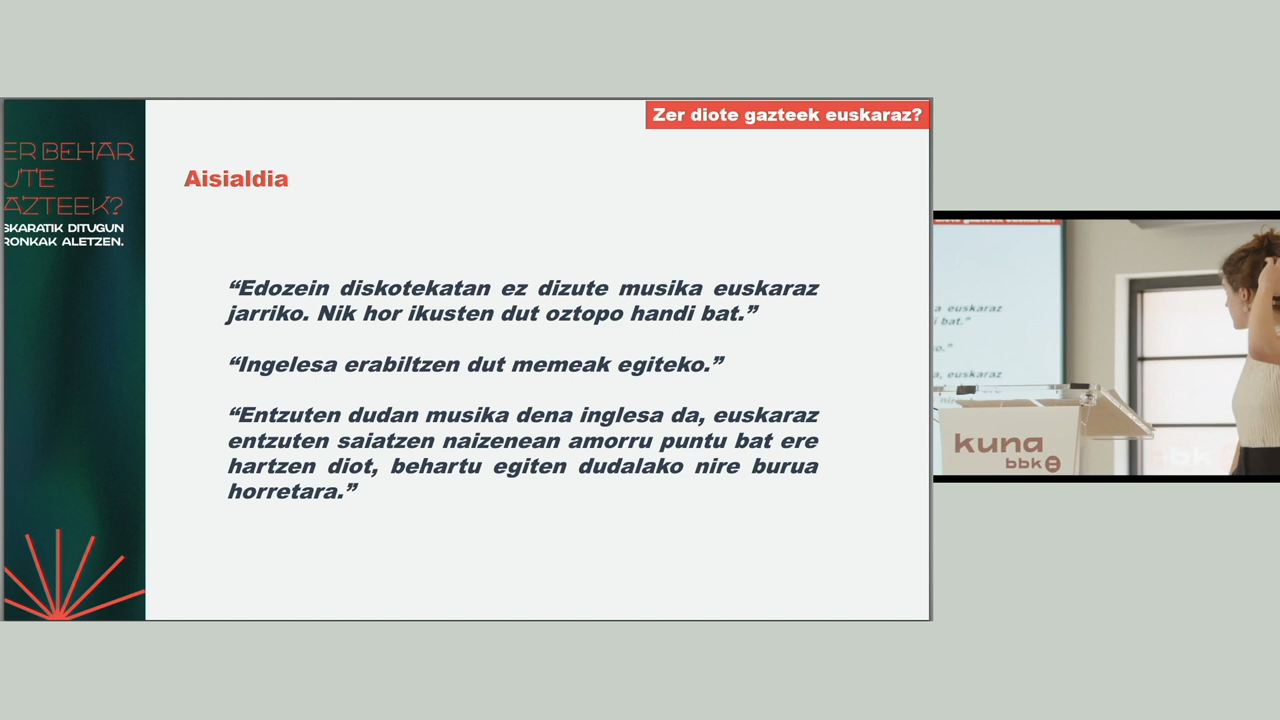 ER BEHAR
UTE
AZTEEK?
SKARATIK DITUGUN
RONKAK ALETZEN.
Zer diote gazteek euskaraz?
Aisialdia
“Edozein diskotekatan ez dizute musika euskaraz
jarriko. Nik hor ikusten dut oztopo handi bat.”
“Ingelesa erabiltzen dut memeak egiteko.”
“Entzuten dudan musika dena inglesa da, euskaraz
entzuten saiatzen naizenean amorru puntu bat ere
hartzen diot, behartu egiten dudalako nire burua
horretara.”
a euskaraz
i bat.”
o.”
a, euskaraz
kuna
bbk
bk